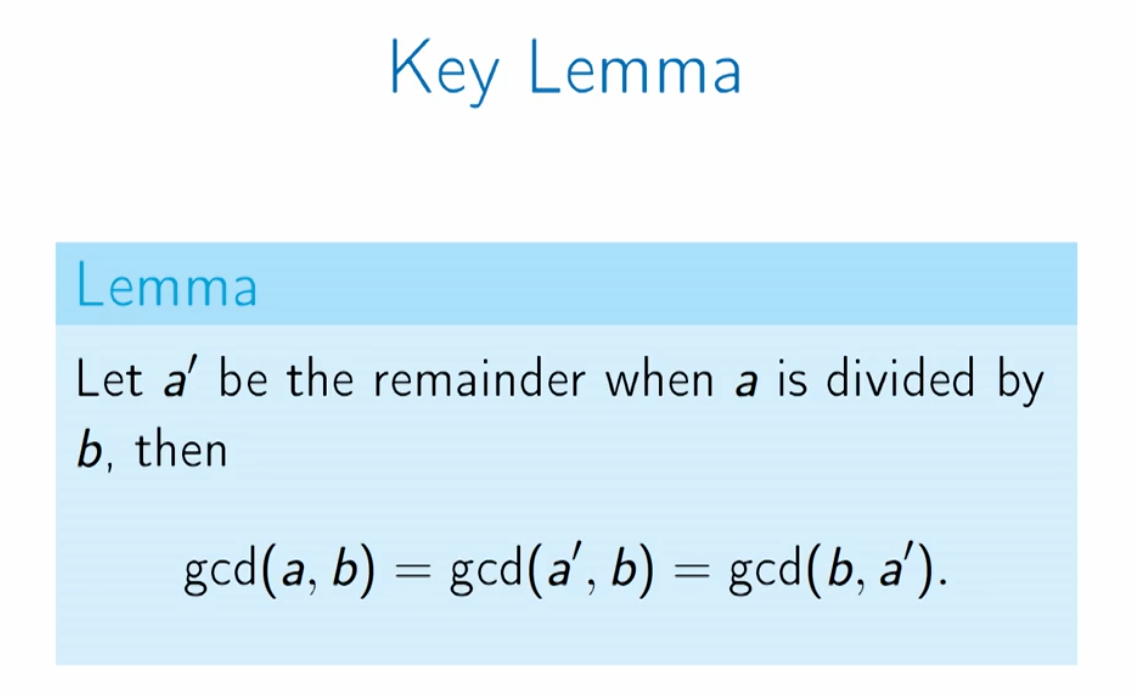 Key Lemma
Lemma
Let a′ be the remainder when a is divided by
b, then
gcd(a, b) = gcd(a′, b) = gcd(b, a′).